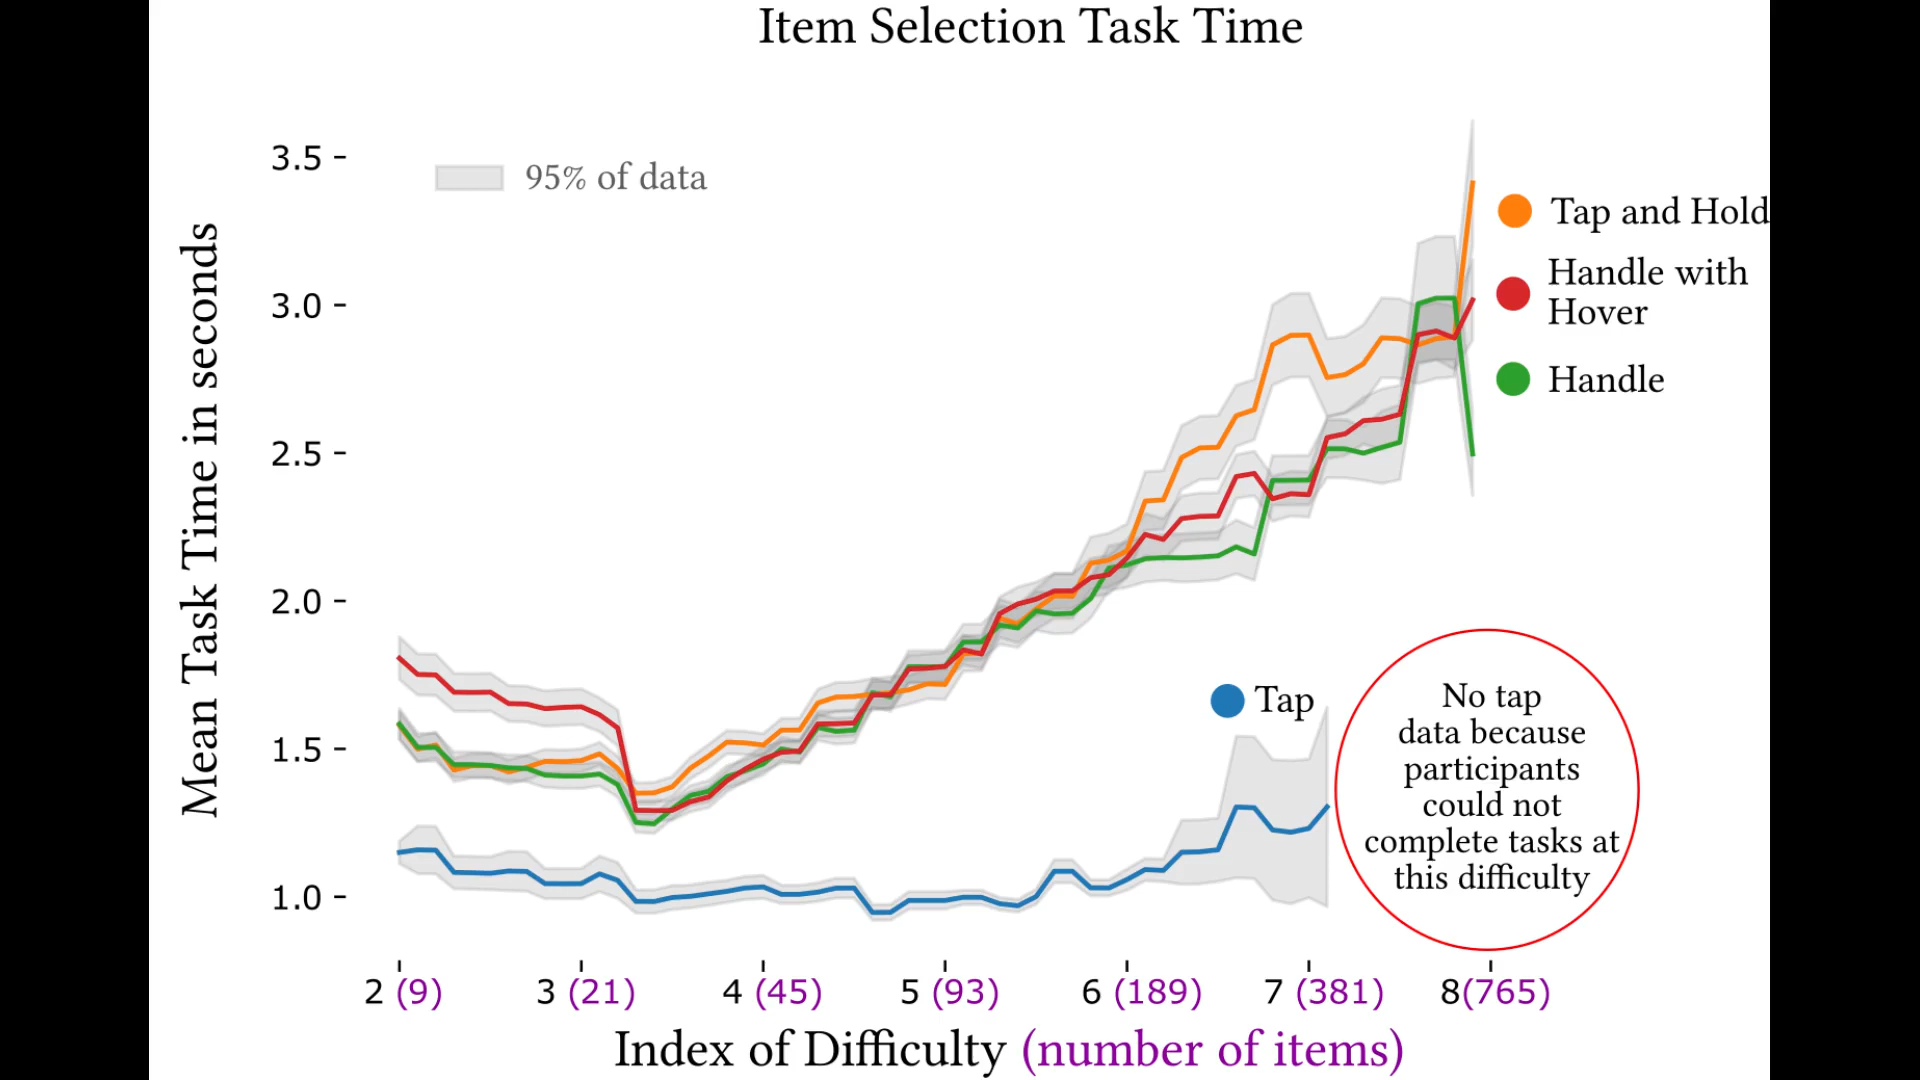 Item Selection Task Time
95% of data
3.5
3.0
2.5
2.0
1.5
1.0
Mean Task Time in seconds
Tap and Hold
Handle with
Hover
Handle
Tap
No tap
data because
participants
could not
complete tasks at
this difficulty
2 (9) 3 (21) 4 (45) 5 (93) 6 (189) 7 (381) 8(765)
Index of Difficulty (number of items)